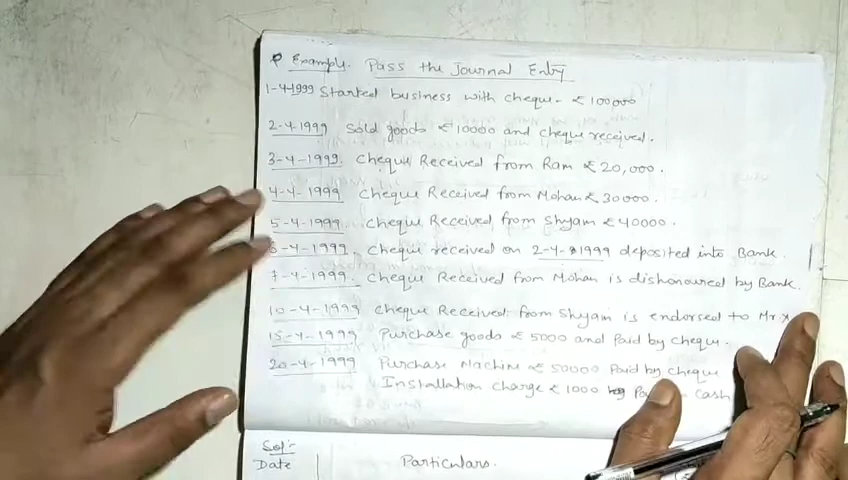 Example. Pass the Journal Entry
1-4-1999 Started business with cheque - ₹ 100000
2-4-1999 Sold goods ₹ 10000 and cheque received.
3-4-1999. Cheque Received from Ram ₹ 20,000.
4-4-1999 Cheque Received from Mohan ₹ 30000.
5-4-1999. Cheque Received from Shyam ₹ 40000.
6-4-1999. Cheque received on 2-4-1999 deposited into Bank.
7-4-1999. Cheque Received from Mohan is dishonoured by Bank.
10-4-1999 Cheque Received from Shyam is endorsed to Mr. X
15-4-1999 Purchase goods ₹ 5000 and Paid by cheque.
20-4-1999 Purchase Machine ₹ 50000 Paid by cheque
Installation charge ₹ 1000 Cash
Sol:
Date Particulars.